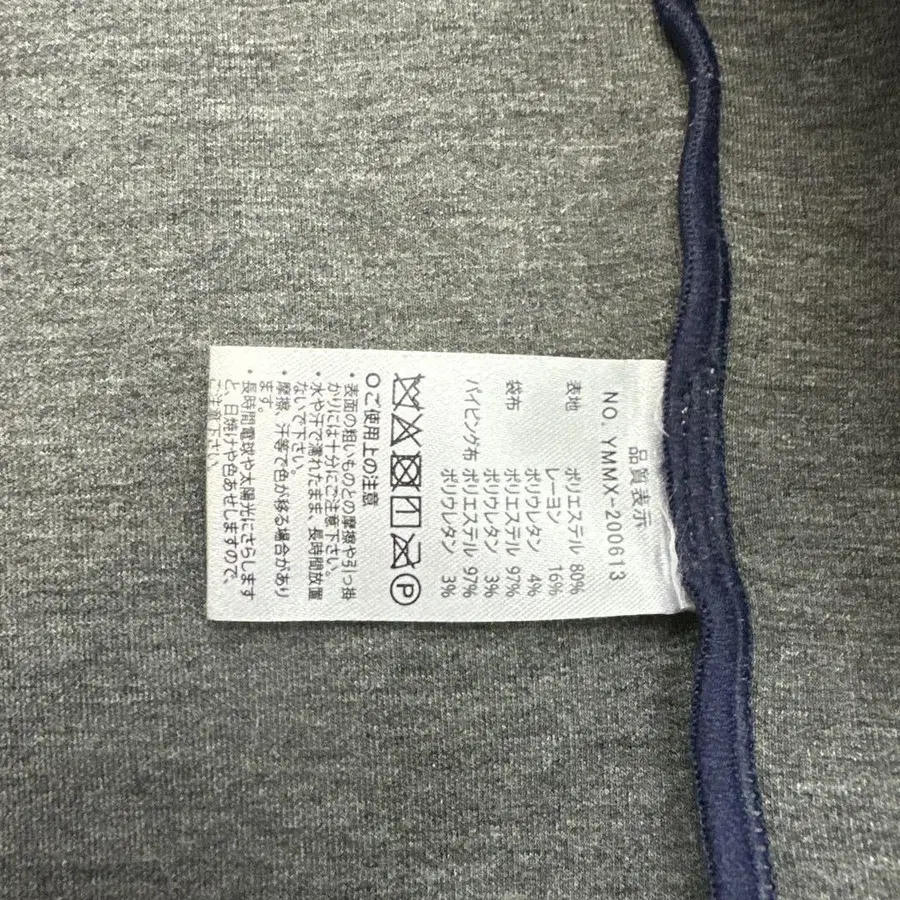 品質表示
NO. YMMX-200613
表地 ポリエステル 80%
レーヨン 16%
ポリウレタン 4%
袋布 ポリエステル 97%
ポリウレタン 3%
パイピング布 ポリエステル 97%
ポリウレタン 3%
P
○ご使用上の注意
・表面の粗いものとの摩擦や引っ掛
かりには十分にご注意下さい。
・水や汗で濡れたまま、長時間放置
ないで下さい。
・摩擦、汗等で色が移る場合があり
ます。
・長時間電球や太陽光にさらします
と、日焼けや色あせしますので、
ご注意下さい。